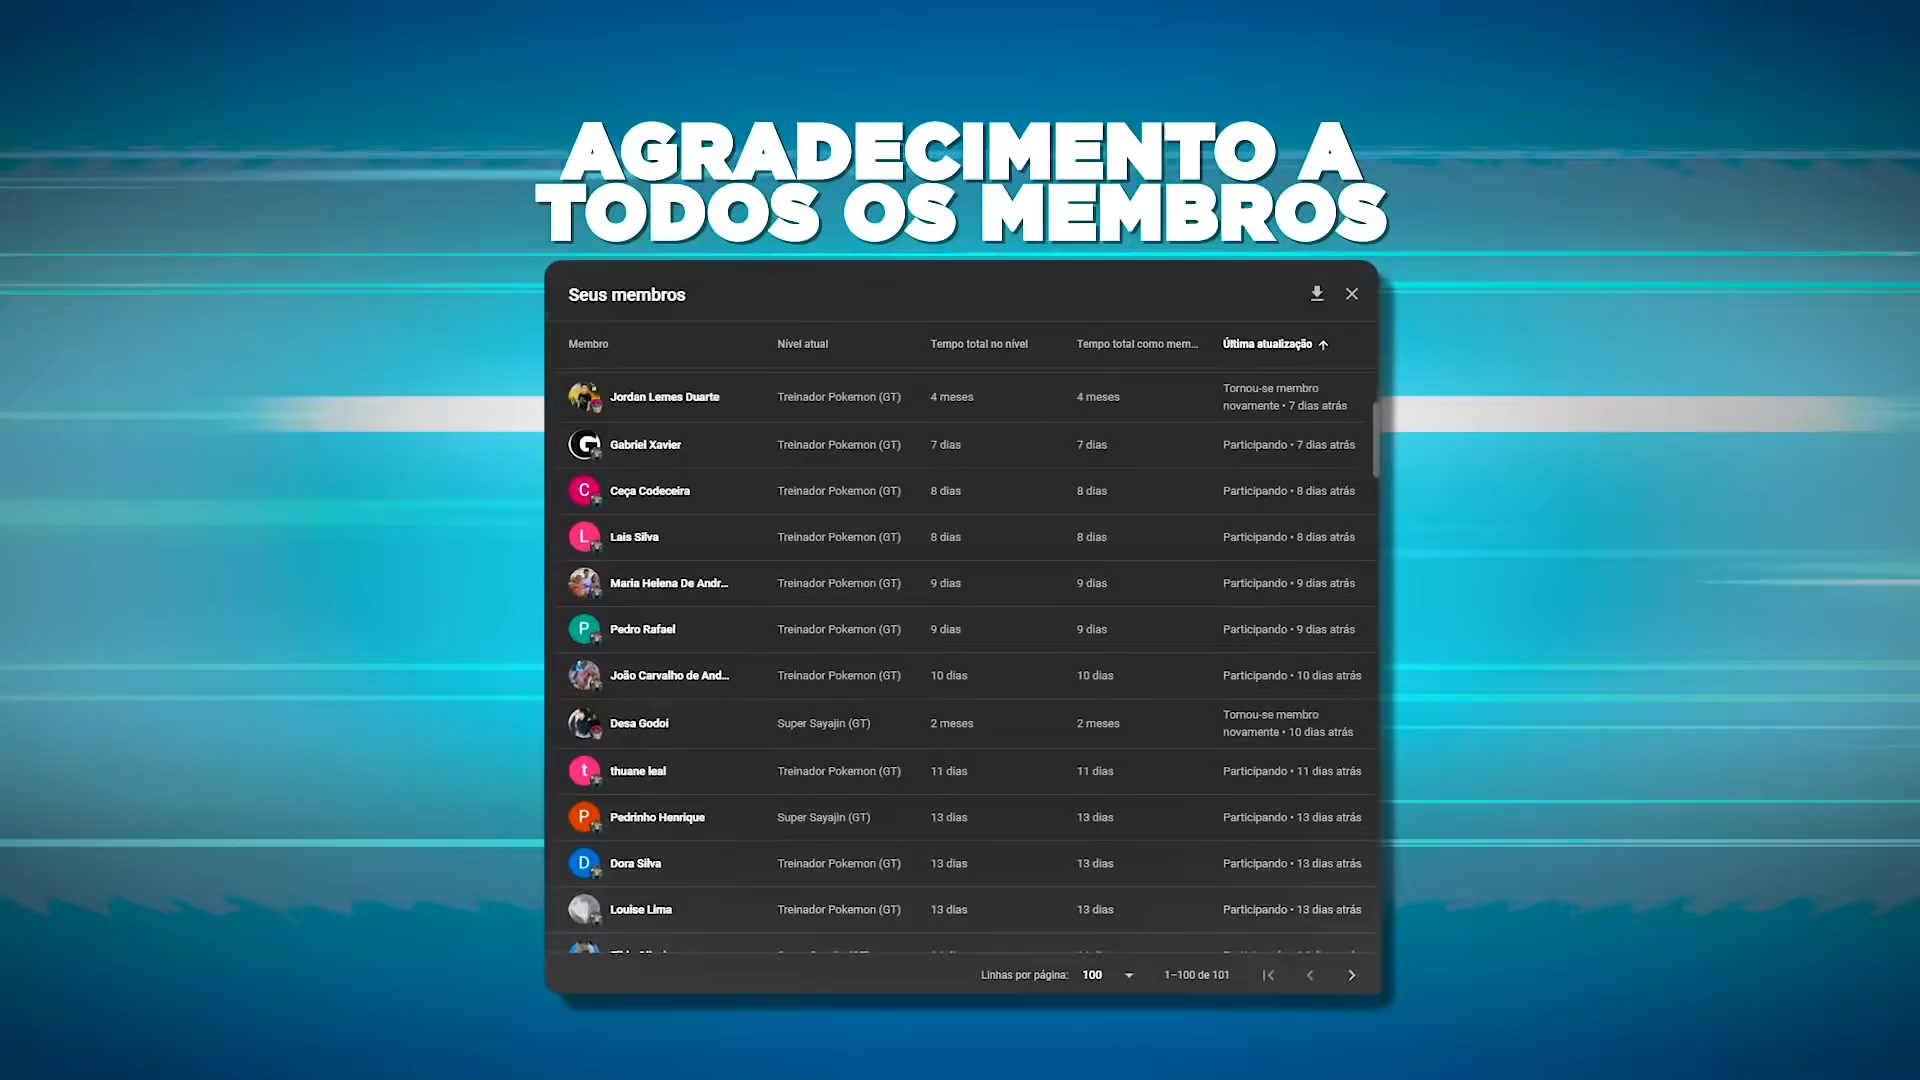 AGRADECIMENTO A
TODOS OS MEMBROS
Seus membros
Membro Nível atual Tempo total no nível Tempo total como mem... Última atualização
Jordan Lemes Duarte Treinador Pokemon (GT) 4 meses 4 meses Tornou-se membro
novamente • 7 dias atrás
G Gabriel Xavier Treinador Pokemon (GT) 7 dias 7 dias Participando • 7 dias atrás
C Ceça Codeceira Treinador Pokemon (GT) 8 dias 8 dias Participando • 8 dias atrás
L Lais Silva Treinador Pokemon (GT) 8 dias 8 dias Participando • 8 dias atrás
Maria Helena De Andr... Treinador Pokemon (GT) 9 dias 9 dias Participando • 9 dias atrás
P Pedro Rafael Treinador Pokemon (GT) 9 dias 9 dias Participando • 9 dias atrás
João Carvalho de And... Treinador Pokemon (GT) 10 dias 10 dias Participando • 10 dias atrás
Desa Godoi Super Sayajin (GT) 2 meses 2 meses Tornou-se membro
novamente • 10 dias atrás
t thuane leal Treinador Pokemon (GT) 11 dias 11 dias Participando • 11 dias atrás
P Pedrinho Henrique Super Sayajin (GT) 13 dias 13 dias Participando • 13 dias atrás
D Dora Silva Treinador Pokemon (GT) 13 dias 13 dias Participando • 13 dias atrás
Louise Lima Treinador Pokemon (GT) 13 dias 13 dias Participando • 13 dias atrás
Linhas por página: 100 1–100 de 101